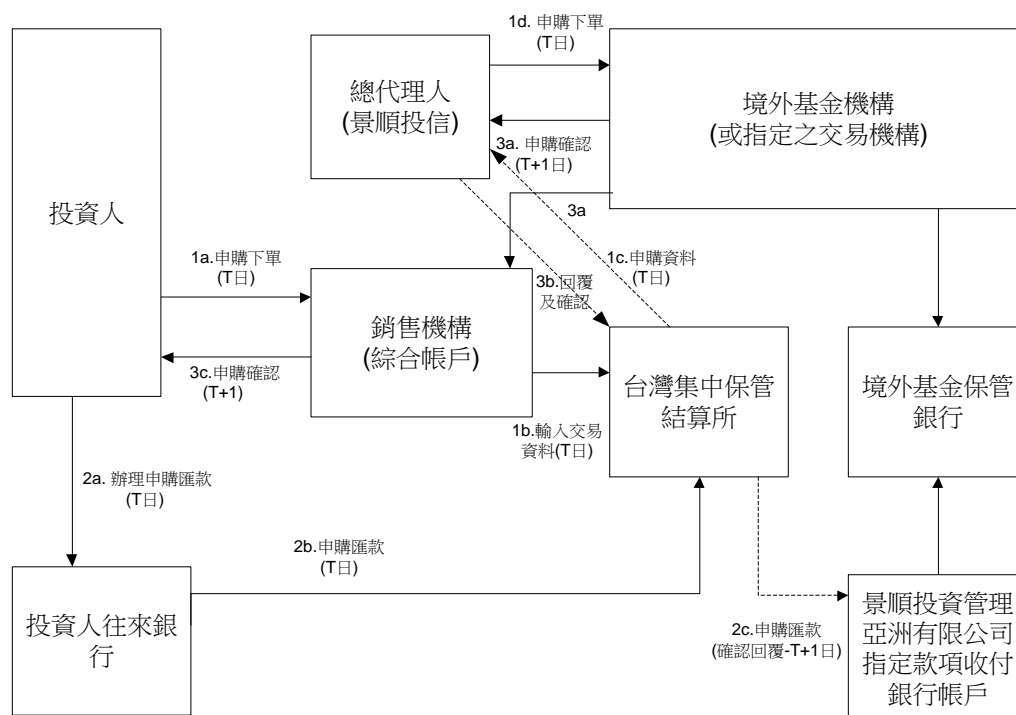 1d. 申購下單
(T日)
總代理人
(景順投信)
境外基金機構
(或指定之交易機構)
3a. 申購確認
(T+1日)
投資人
3a
1a.申購下單
(T日)
1c.申購資料
(T日)
3b.回覆
及確認
銷售機構
(綜合帳戶)
3c.申購確認
(T+1)
台灣集中保管
結算所
境外基金保管
銀行
1b.輸入交易
資料(T日)
2a. 辦理申購匯款
(T日)
2b.申購匯款
(T日)
投資人往來銀
行
2c.申購匯款
(確認回覆-T+1日)
景順投資管理
亞洲有限公司
指定款項收付
銀行帳戶